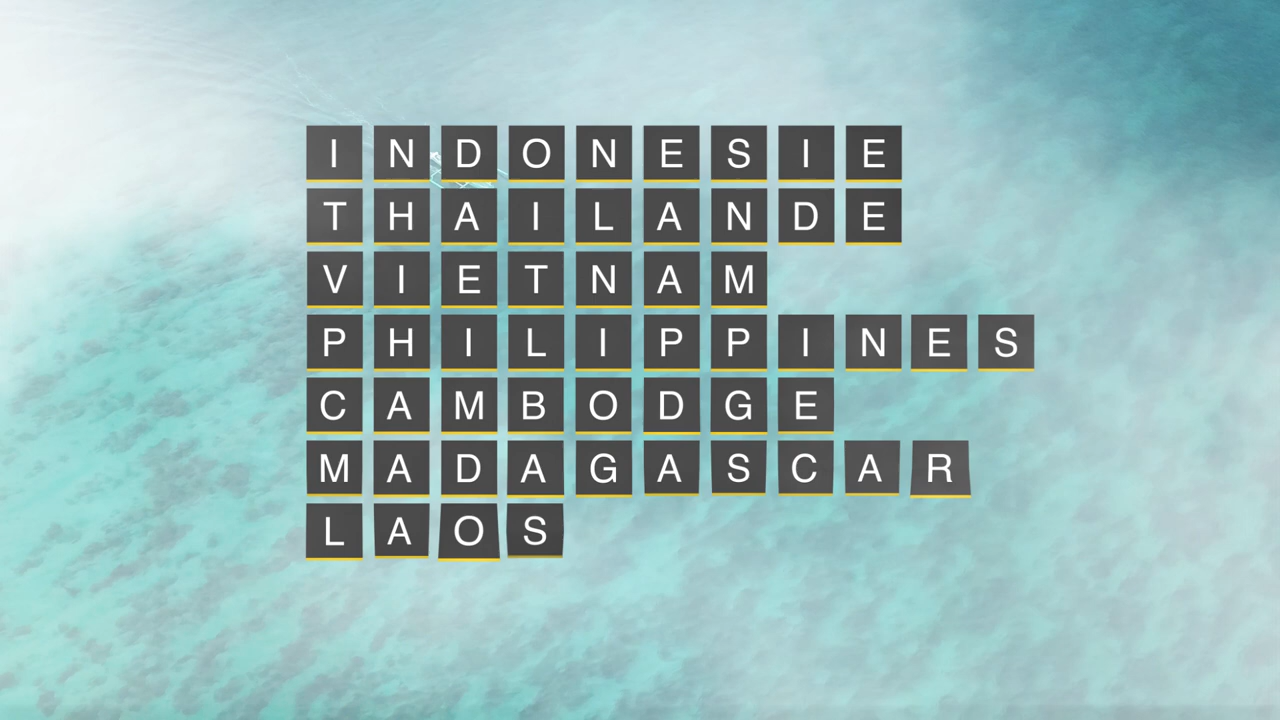 INDONESIE
THAILANDE
VIETNAM
PHILIPPINES
CAMBODGE
MADAGASCAR
LAOS